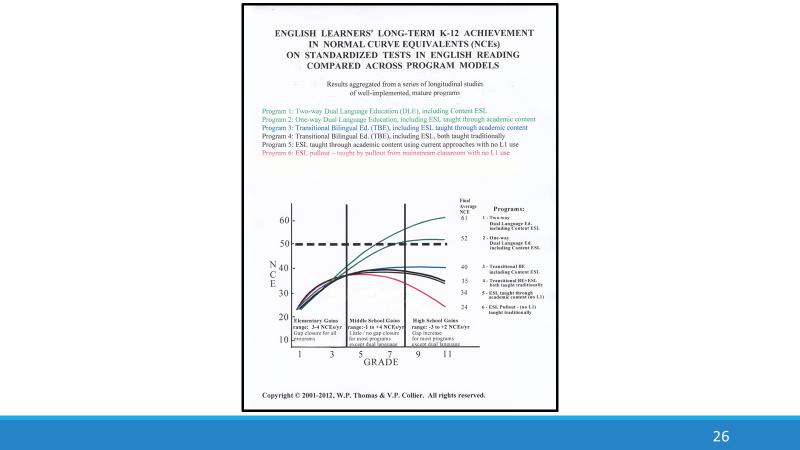 ENGLISH LEARNERS' LONG-TERM K-12 ACHIEVEMENT
IN NORMAL CURVE EQUIVALENTS (NCEs)
ON STANDARDIZED TESTS IN ENGLISH READING
COMPARED ACROSS PROGRAM MODELS
Results aggregated from a series of longitudinal studies
of well-implemented, mature programs
Program 1: Two-way Dual Language Education (DLE), including Content ESL
Program 2: One-way Dual Language Education, including ESL taught through academic content
Program 3: Transitional Bilingual Ed. (TBE), including ESL taught through academic content
Program 4: Transitional Bilingual Ed. (TBE), including ESL, both taught traditionally
Program 5: ESL taught through academic content using current approaches with no L1 use
Program 6: ESL pullout – taught by pullout from mainstream classroom with no L1 use
Final
Average
NCE
Programs:
61
1 - Two-way
Dual Language Ed.
including Content ESL
52
2 - One-way
Dual Language Ed.
including Content ESL
40
3 - Transitional BE
including Content ESL
35
4 - Transitional BE+ESL
both taught traditionally
34
5 - ESL taught through
academic content (no L1)
24
6 - ESL Pullout - (no L1)
taught traditionally
60
50
40
30
20
10
N
C
E
Elementary Gains
range: 3-4 NCEs/yr
Gap closure for all
programs
Middle School Gains
range:-1 to +4 NCEs/yr
Little / no gap closure
for most programs
except dual language
High School Gains
range: -3 to +2 NCEs/yr
Gap increase
for most programs
except dual language
1 3 5 7 9 11
GRADE
Copyright © 2001-2012, W.P. Thomas & V.P. Collier. All rights reserved.
26